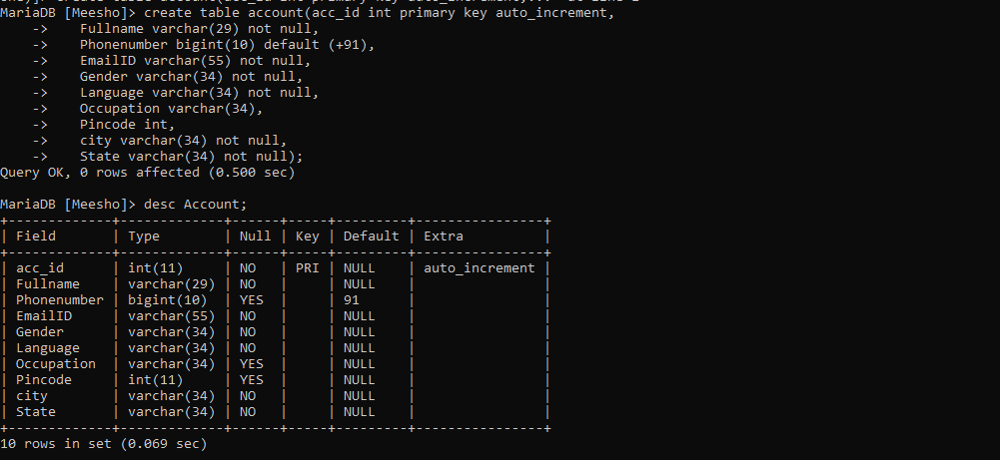 MariaDB [Meesho]> create table account(acc_id int primary key auto_increment,
    ->    Fullname varchar(29) not null,
    ->    Phonenumber bigint(10) default (+91),
    ->    EmailID varchar(55) not null,
    ->    Gender varchar(34) not null,
    ->    Language varchar(34) not null,
    ->    Occupation varchar(34),
    ->    Pincode int,
    ->    city varchar(34) not null,
    ->    State varchar(34) not null);
Query OK, 0 rows affected (0.500 sec)
MariaDB [Meesho]> desc Account;
+-------------+-------------+------+-----+---------+----------------+
| Field       | Type        | Null | Key | Default | Extra          |
+-------------+-------------+------+-----+---------+----------------+
| acc_id      | int(11)     | NO   | PRI | NULL    | auto_increment |
| Fullname    | varchar(29) | NO   |     | NULL    |                |
| Phonenumber | bigint(10)  | YES  |     | 91      |                |
| EmailID     | varchar(55) | NO   |     | NULL    |                |
| Gender      | varchar(34) | NO   |     | NULL    |                |
| Language    | varchar(34) | NO   |     | NULL    |                |
| Occupation  | varchar(34) | YES  |     | NULL    |                |
| Pincode     | int(11)     | YES  |     | NULL    |                |
| city        | varchar(34) | NO   |     | NULL    |                |
| State       | varchar(34) | NO   |     | NULL    |                |
+-------------+-------------+------+-----+---------+----------------+
10 rows in set (0.069 sec)